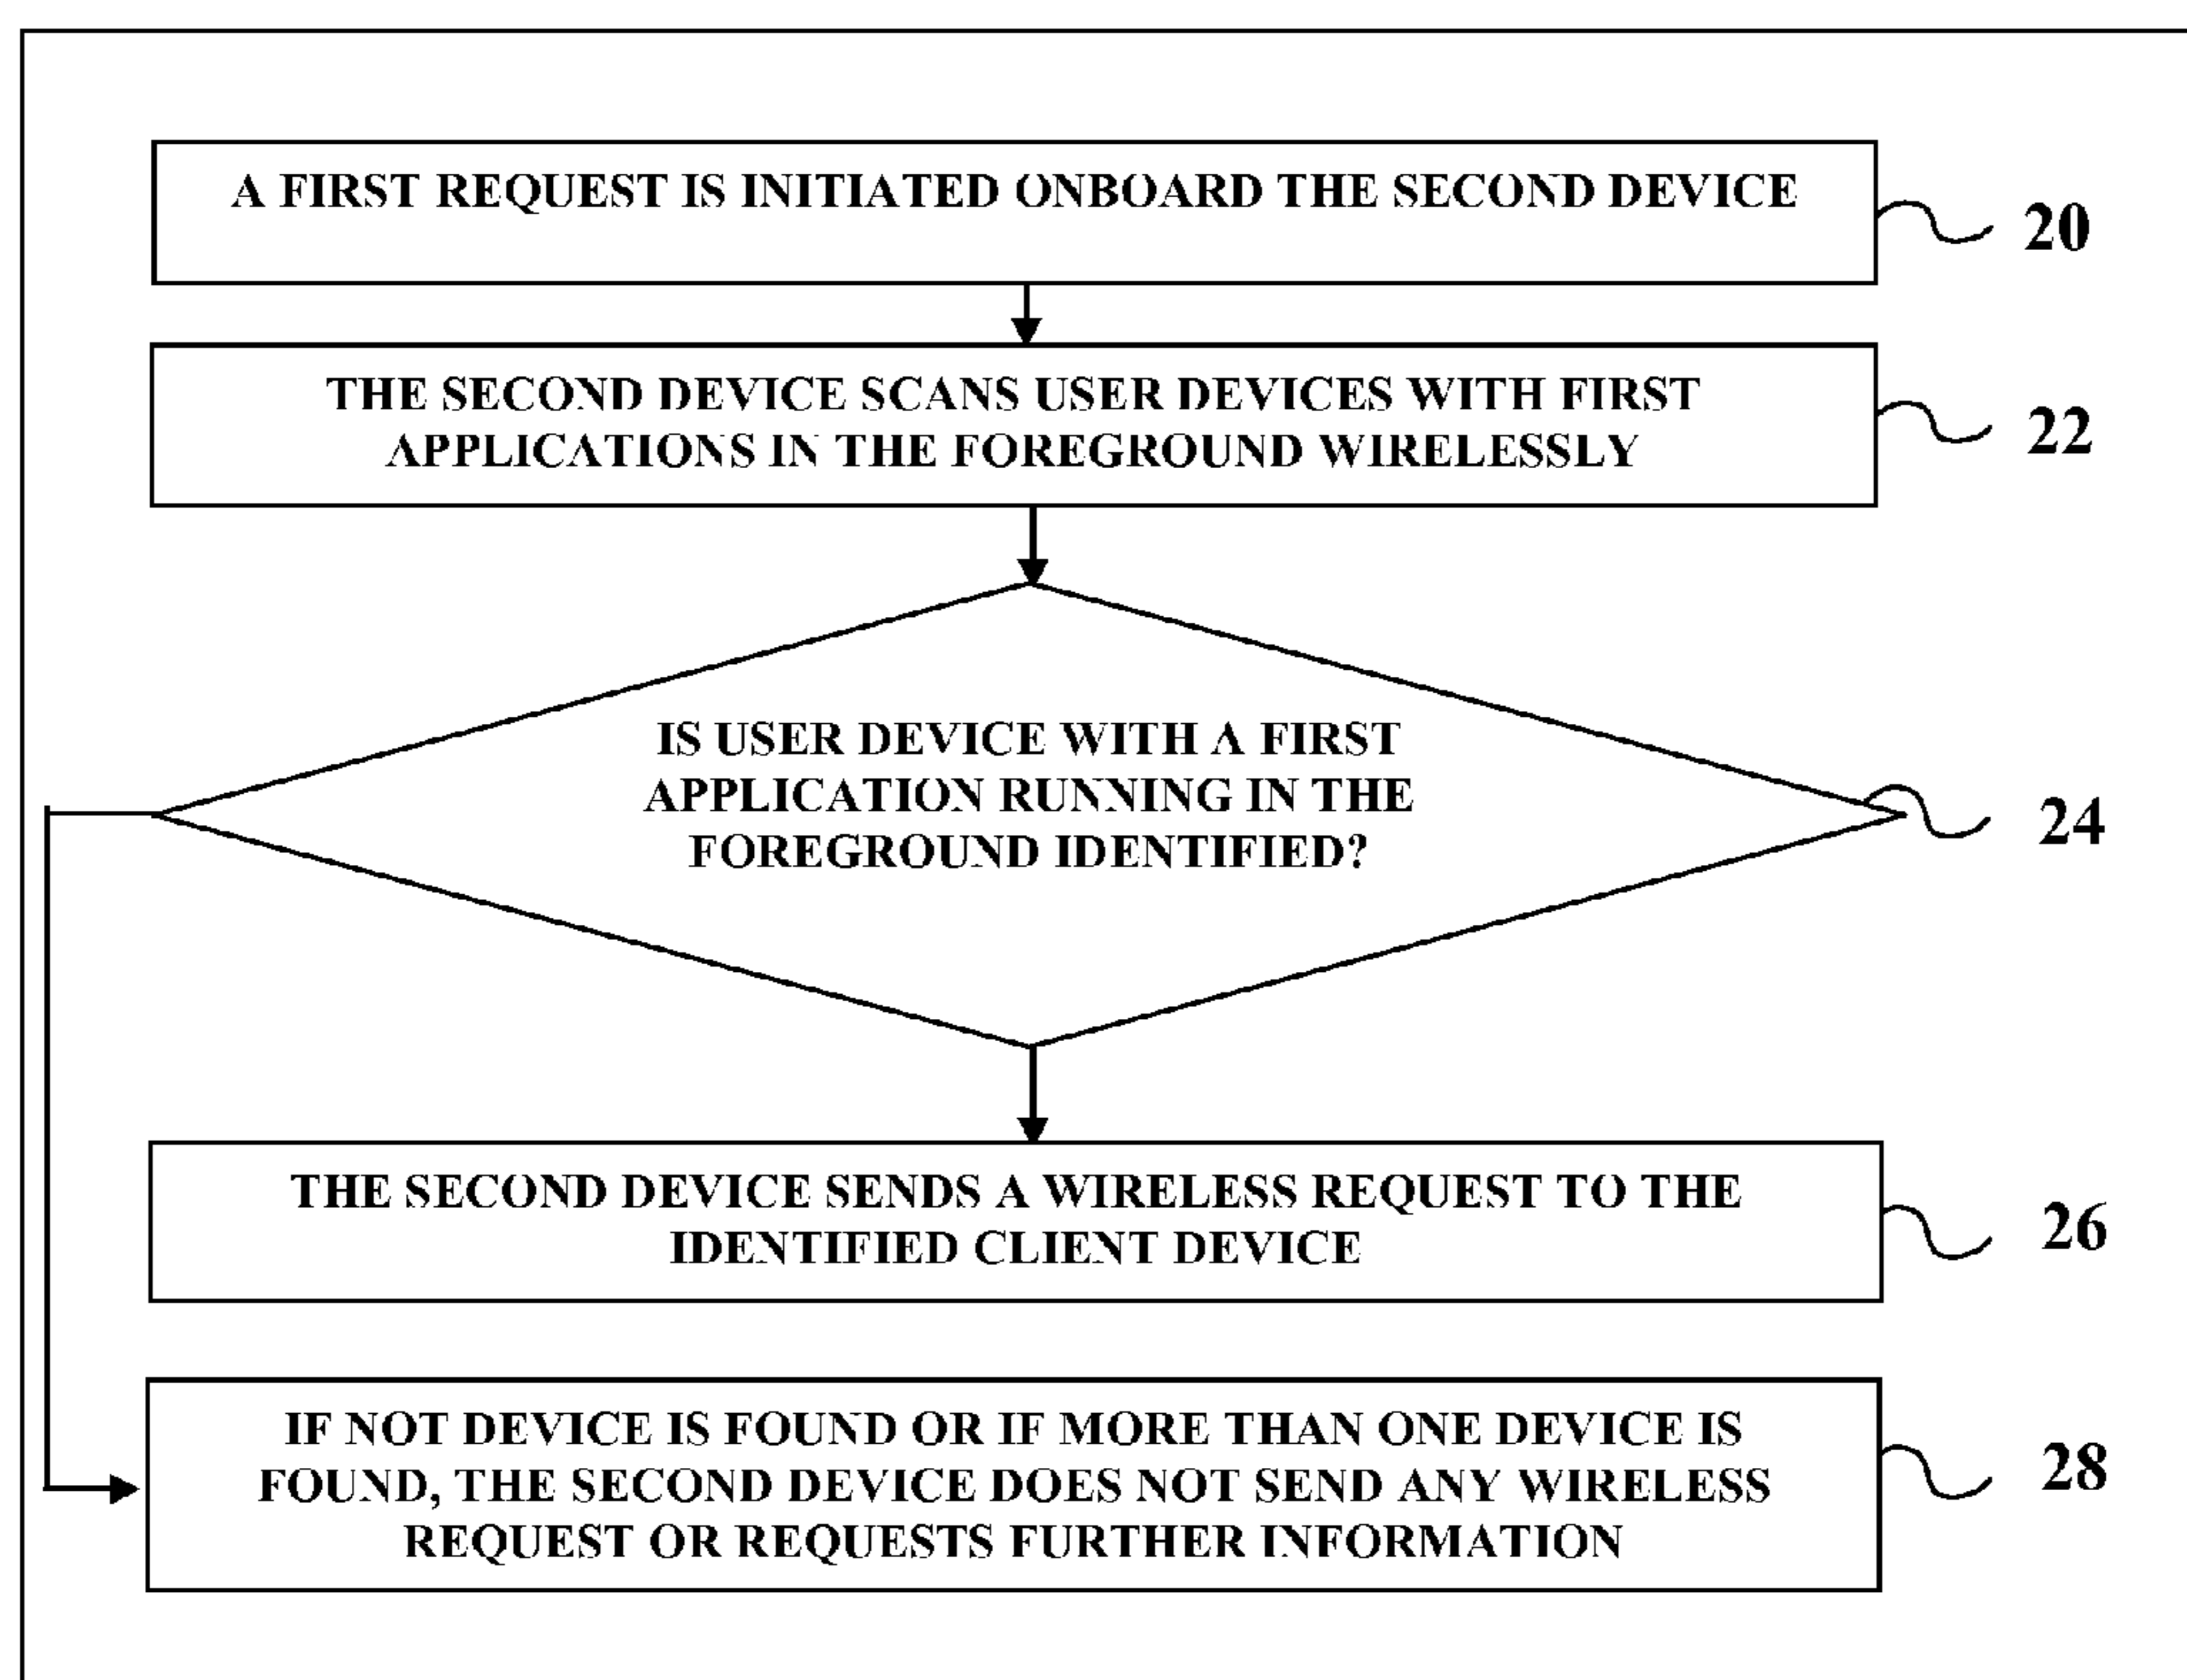 A FIRST REQUEST IS INITIATED ONBOARD THE SECOND DEVICE
20
THE SECOND DEVICE SCANS USER DEVICES WITH FIRST
APPLICATIONS IN THE FOREGROUND WIRELESSLY
22
IS USER DEVICE WITH A FIRST
APPLICATION RUNNING IN THE
FOREGROUND IDENTIFIED?
24
THE SECOND DEVICE SENDS A WIRELESS REQUEST TO THE
IDENTIFIED CLIENT DEVICE
26
IF NOT DEVICE IS FOUND OR IF MORE THAN ONE DEVICE IS
FOUND, THE SECOND DEVICE DOES NOT SEND ANY WIRELESS
REQUEST OR REQUESTS FURTHER INFORMATION
28